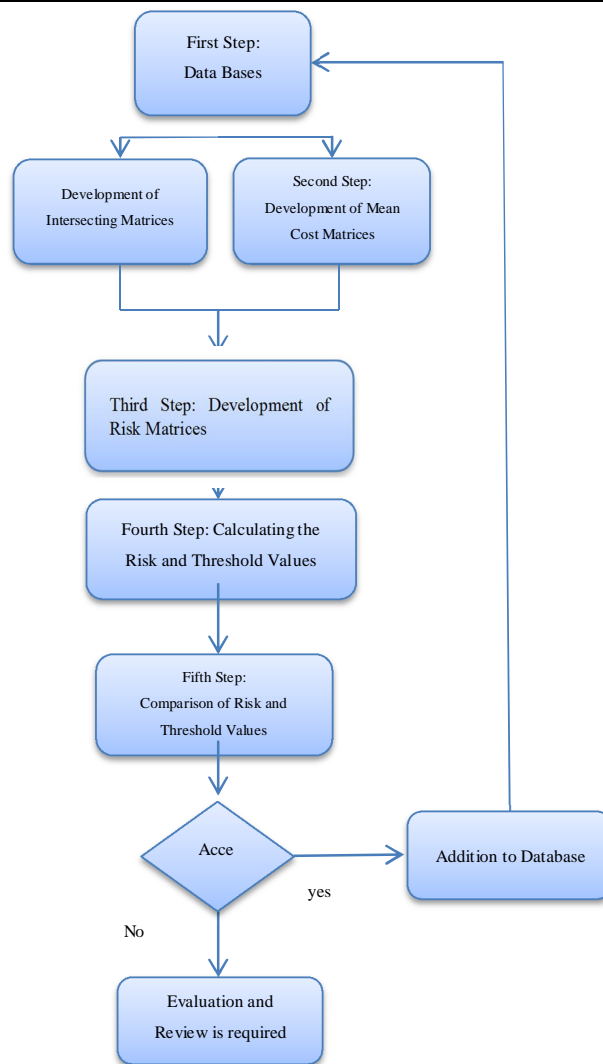 First Step:
Data Bases
Development of
Intersecting Matrices
Second Step:
Development of Mean
Cost Matrices
Third Step: Development of
Risk Matrices
Fourth Step: Calculating the
Risk and Threshold Values
Fifth Step:
Comparison of Risk and
Threshold Values
Acce
Addition to Database
yes
No
Evaluation and
Review is required